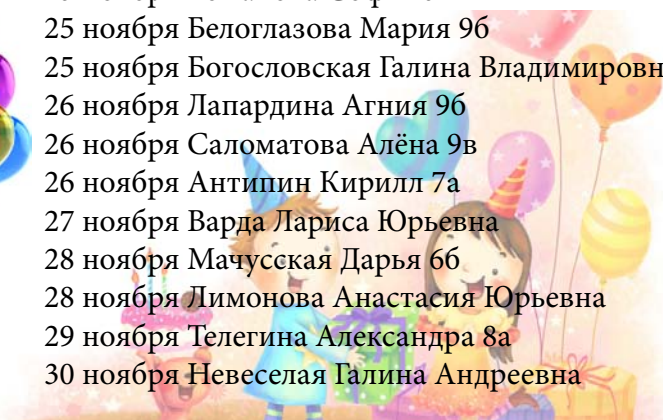 25 ноября Белоглазова Мария 9б
25 ноября Богословская Галина Владимировн
26 ноября Лапардина Агния 9б
26 ноября Саломатова Алёна 9в
26 ноября Антипин Кирилл 7а
27 ноября Варда Лариса Юрьевна
28 ноября Мачусская Дарья 6б
28 ноября Лимонова Анастасия Юрьевна
29 ноября Телегина Александра 8а
30 ноября Невеселая Галина Андреевна